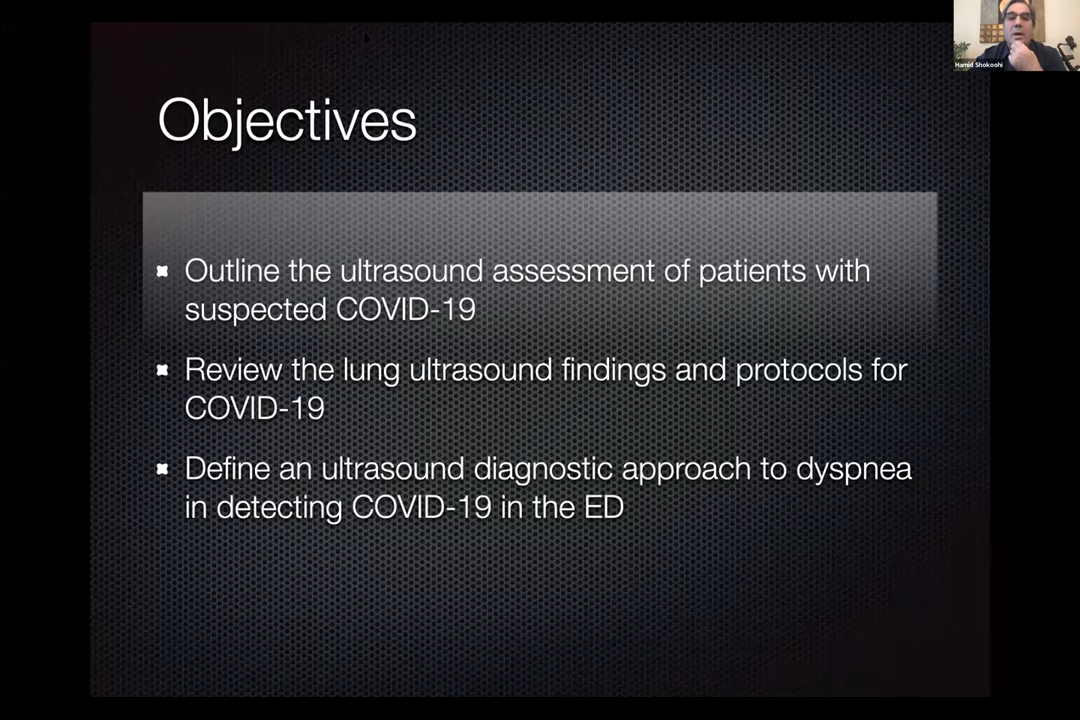 Hamid Shokoohi
Objectives
Outline the ultrasound assessment of patients with
suspected COVID-19
Review the lung ultrasound findings and protocols for
COVID-19
Define an ultrasound diagnostic approach to dyspnea
in detecting COVID-19 in the ED